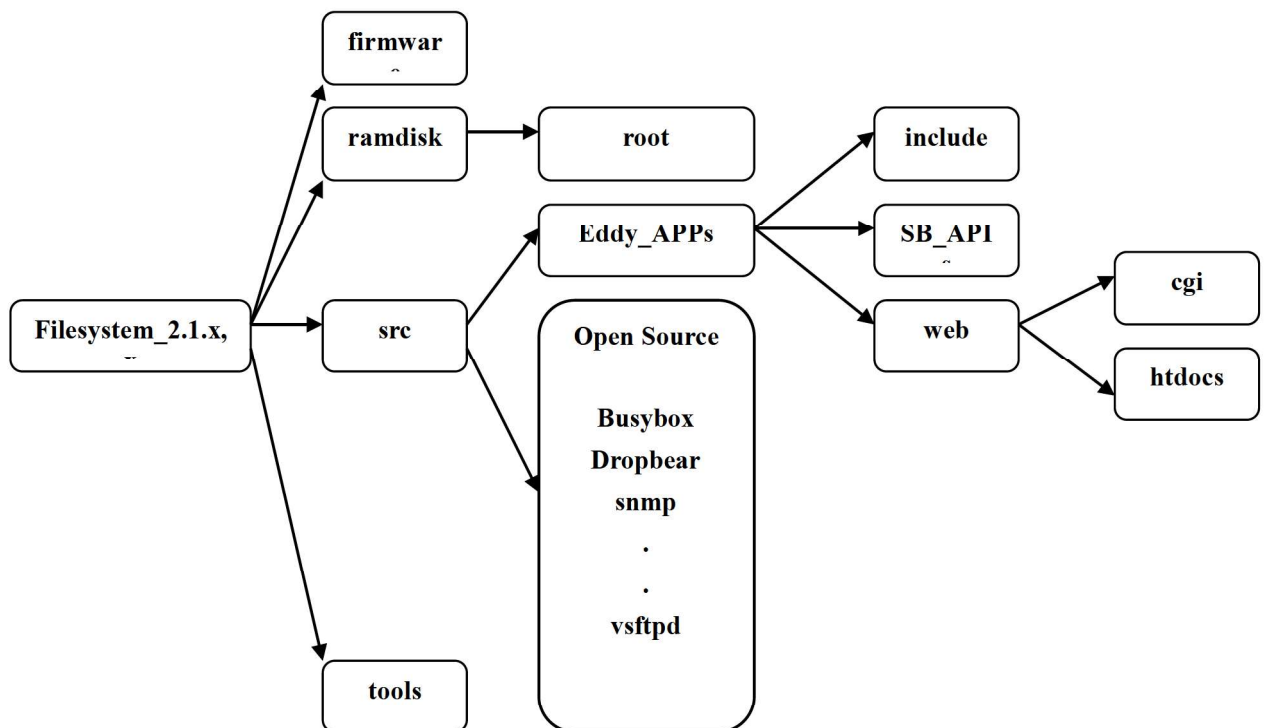 firmwar
ramdisk
root
include
Eddy_APPs
SB_API
cgi
Filesystem_2.1.x,
src
Open Source
web
htdocs
Busybox
Dropbear
snmp
.
.
vsftpd
tools